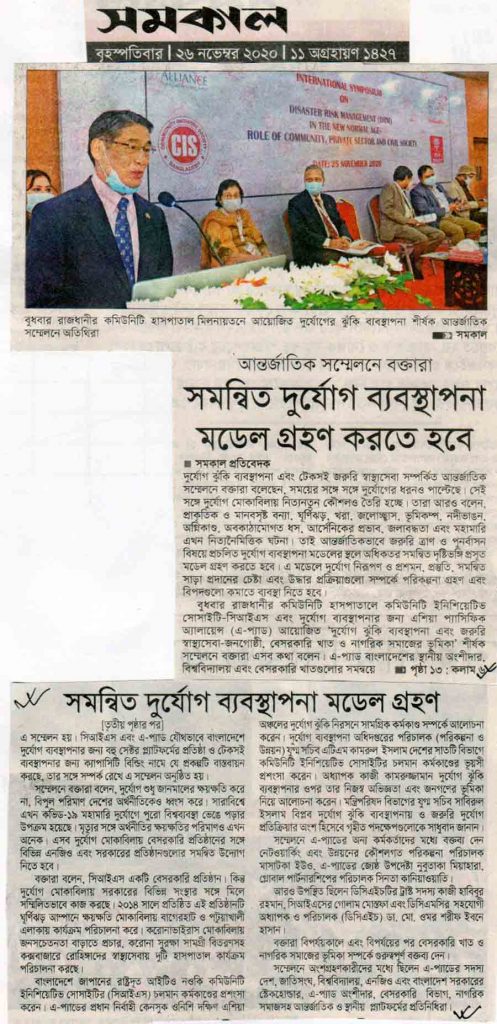 সমকাল
বৃহস্পতিবার | ২৬ নভেম্বর ২০২০ | ১১ অগ্রহায়ণ ১৪২৭
ALLIANCE
INTERNATIONAL SYMPOSIUM
ON
DISASTER RISK MANAGEMENT (DRM)
IN THE NEW NORMAL AGE-
ROLE OF COMMUNITY, PRIVATE SECTOR AND CIVIL SOCIETY
DATE: 25 NOVEMBER 2020
COMMUNITY INITIATIVE SOCIETY
CIS
BANGLADESH
বুধবার রাজধানীর কমিউনিটি হাসপাতাল মিলনায়তনে আয়োজিত দুর্যোগের ঝুঁকি ব্যবস্থাপনা শীর্ষক আন্তর্জাতিক
সম্মেলনে অতিথিরা
সমকাল
আন্তর্জাতিক সম্মেলনে বক্তারা
সমন্বিত দুর্যোগ ব্যবস্থাপনা
মডেল গ্রহণ করতে হবে
■ সমকাল প্রতিবেদক
দুর্যোগ ঝুঁকি ব্যবস্থাপনা এবং টেকসই জরুরি স্বাস্থ্যসেবা সম্পর্কিত আন্তর্জাতিক
সম্মেলনে বক্তারা বলেছেন, সময়ের সঙ্গে সঙ্গে দুর্যোগের ধরনও পাল্টেছে। সেই
সঙ্গে দুর্যোগ মোকাবিলায় নিত্যনতুন কৌশলও তৈরি হচ্ছে। তারা আরও বলেন,
প্রাকৃতিক ও মানবসৃষ্ট বন্যা, ঘূর্ণিঝড়, খরা, জলোচ্ছ্বাস, ভূমিকম্প, নদীভাঙন,
অগ্নিকাণ্ড, অবকাঠামোগত ধস, আর্সেনিকের প্রভাব, জলাবদ্ধতা এবং মহামারি
এখন নিত্যনৈমিত্তিক ঘটনা। তাই আন্তর্জাতিকভাবে জরুরি ত্রাণ ও পুনর্বাসন
বিষয়ে প্রচলিত দুর্যোগ ব্যবস্থাপনা মডেলের স্থলে অধিকতর সমন্বিত দৃষ্টিভঙ্গি প্রসূত
মডেল গ্রহণ করতে হবে। এ মডেলে দুর্যোগ নিরূপণ ও প্রশমন, প্রস্তুতি, সমন্বিত
সাড়া প্রদানের চেষ্টা এবং উদ্ধার প্রক্রিয়াগুলো সম্পর্কে পরিকল্পনা গ্রহণ এবং
বিপদগুলো কমাতে ব্যবস্থা নিতে হবে।
বুধবার রাজধানীর কমিউনিটি হাসপাতালে কমিউনিটি ইনিশিয়েটিভ
সোসাইটি-সিআইএস এবং দুর্যোগ ব্যবস্থাপনার জন্য এশিয়া প্যাসিফিক
অ্যালায়েন্স (এ-প্যাড) আয়োজিত 'দুর্যোগ ঝুঁকি ব্যবস্থাপনা এবং জরুরি
স্বাস্থ্যসেবা-জনগোষ্ঠী, বেসরকারি খাত ও নাগরিক সমাজের ভূমিকা' শীর্ষক
সম্মেলনে বক্তারা এসব কথা বলেন। এ-প্যাড বাংলাদেশের স্থানীয় অংশীদার,
বিশ্ববিদ্যালয় এবং বেসরকারি খাতগুলোর সমন্বয়ে পৃষ্ঠা ১৩ : কলাম
সমন্বিত দুর্যোগ ব্যবস্থাপনা মডেল গ্রহণ
[তৃতীয় পৃষ্ঠার পর]
এ সম্মেলন হয়। সিআইএস এবং এ-প্যাড যৌথভাবে বাংলাদেশে
দুর্যোগ ব্যবস্থাপনার জন্য বহু সেক্টর প্ল্যাটফর্মের প্রতিষ্ঠা ও টেকসই
ব্যবস্থাপনার জন্য ক্যাপাসিটি বিল্ডিং নামে যে প্রকল্পটি বাস্তবায়ন
করছে, তার সঙ্গে সম্পর্ক রেখে এ সম্মেলন অনুষ্ঠিত হয়।
সম্মেলনে বক্তারা বলেন, দুর্যোগ শুধু জানমালের ক্ষয়ক্ষতি করে
না, বিপুল পরিমাণ দেশের অর্থনীতিকেও ধ্বংস করে। সারাবিশ্বে
এখন কভিড-১৯ মহামারি দুর্যোগে পুরো বিশ্বব্যবস্থা ভেঙে পড়ার
উপক্রম হয়েছে। মৃত্যুর সঙ্গে অর্থনীতির ক্ষয়ক্ষতির পরিমাণও এখন
অনেক। এসব দুর্যোগ মোকাবিলায় বেসরকারি প্রতিষ্ঠানের সঙ্গে
বিভিন্ন এনজিও এবং সরকারের প্রতিষ্ঠানগুলোর সমন্বিত উদ্যোগ
নিতে হবে।
বক্তারা বলেন, সিআইএস একটি বেসরকারি প্রতিষ্ঠান। কিন্তু
দুর্যোগ মোকাবিলায় সরকারের বিভিন্ন সংস্থার সঙ্গে মিলে
সম্মিলিতভাবে কাজ করছে। ২০১৪ সালে প্রতিষ্ঠিত এই প্রতিষ্ঠানটি
ঘূর্ণিঝড় আম্পানে ক্ষয়ক্ষতি মোকাবিলায় বাগেরহাট ও পটুয়াখালী
এলাকায় কার্যক্রম পরিচালনা করে। করোনাভাইরাস মোকাবিলায়
জনসচেতনতা বাড়াতে প্রচার, করোনা সুরক্ষা সামগ্রী বিতরণসহ
কক্সবাজারে রোহিঙ্গাদের স্বাস্থ্যসেবায় দুটি হাসপাতাল কার্যক্রম
পরিচালনা করছে।
বাংলাদেশে জাপানের রাষ্ট্রদূত আইটিও নওকি কমিউনিটি
ইনিশিয়েটিভ সোসাইটির (সিআইএস) চলমান কর্মকাণ্ডের প্রশংসা
করেন। এ-প্যাডের প্রধান নির্বাহী কেনসুক ওনিশি দক্ষিণ এশিয়া
অঞ্চলের দুর্যোগ ঝুঁকি নিরসনে সামগ্রিক কর্মকাণ্ড সম্পর্কে আলোচনা
করেন। দুর্যোগ ব্যবস্থাপনা অধিদপ্তরের পরিচালক (পরিকল্পনা ও
উন্নয়ন) যুগ্ম সচিব এটিএম কামরুল ইসলাম দেশের সাতটি বিভাগে
কমিউনিটি ইনিশিয়েটিভ সোসাইটির চলমান কর্মকাণ্ডের ভূয়সী
প্রশংসা করেন। অধ্যাপক কাজী কামরুজ্জামান দুর্যোগ ঝুঁকি
ব্যবস্থাপনার ওপর তার নিজস্ব অভিজ্ঞতা এবং জনগণের ভূমিকা
নিয়ে আলোচনা করেন। মন্ত্রিপরিষদ বিভাগের যুগ্ম সচিব সাবিরুল
ইসলাম বিপ্লব দুর্যোগ ঝুঁকি ব্যবস্থাপনায় ও জরুরি দুর্যোগ
প্রতিক্রিয়ার অংশ হিসেবে গৃহীত পদক্ষেপগুলোকে সাধুবাদ জানান।
সম্মেলনে এ-প্যাডের অন্য কর্মকর্তাদের মধ্যে বক্তব্য দেন
নেটওয়ার্কিং এবং উন্নয়নের কৌশলগত পরিকল্পনা পরিচালক
মাসাটকা ইউও, এ-প্যাডের জ্যেষ্ঠ উপদেষ্টা নুবুতাকা মিয়াহারা,
গ্লোবাল পার্টনারশিপের পরিচালক সিনতা কানিয়াওয়াতি।
আরও উপস্থিত ছিলেন ডিসিএইচটির ট্রাস্টি সদস্য কাজী হাবিবুর
রহমান, সিআইএসের গোলাম মোস্তফা এবং ডিসিএমসির সহযোগী
অধ্যাপক ও পরিচালক (ডিসিএইচ) ডা. মো. ওমর শরীফ ইবনে
হাসান।
বক্তারা বিপর্যয়কালে এবং বিপর্যয়ের পর বেসরকারি খাত ও
নাগরিক সমাজের ভূমিকা সম্পর্কে গুরুত্বপূর্ণ বক্তব্য দেন।
সম্মেলনে অংশগ্রহণকারীদের মধ্যে ছিলেন এ-প্যাডের সদস্য
দেশ, জাতিসংঘ, বিশ্ববিদ্যালয়, এনজিও এবং বাংলাদেশ সরকারের
স্টেকহোল্ডার, এ-প্যাড অংশীদার, বেসরকারি বিভাগ, নাগরিক
সমাজসহ আঞ্চলিক ও স্থানীয় প্ল্যাটফর্মের প্রতিনিধিরা।